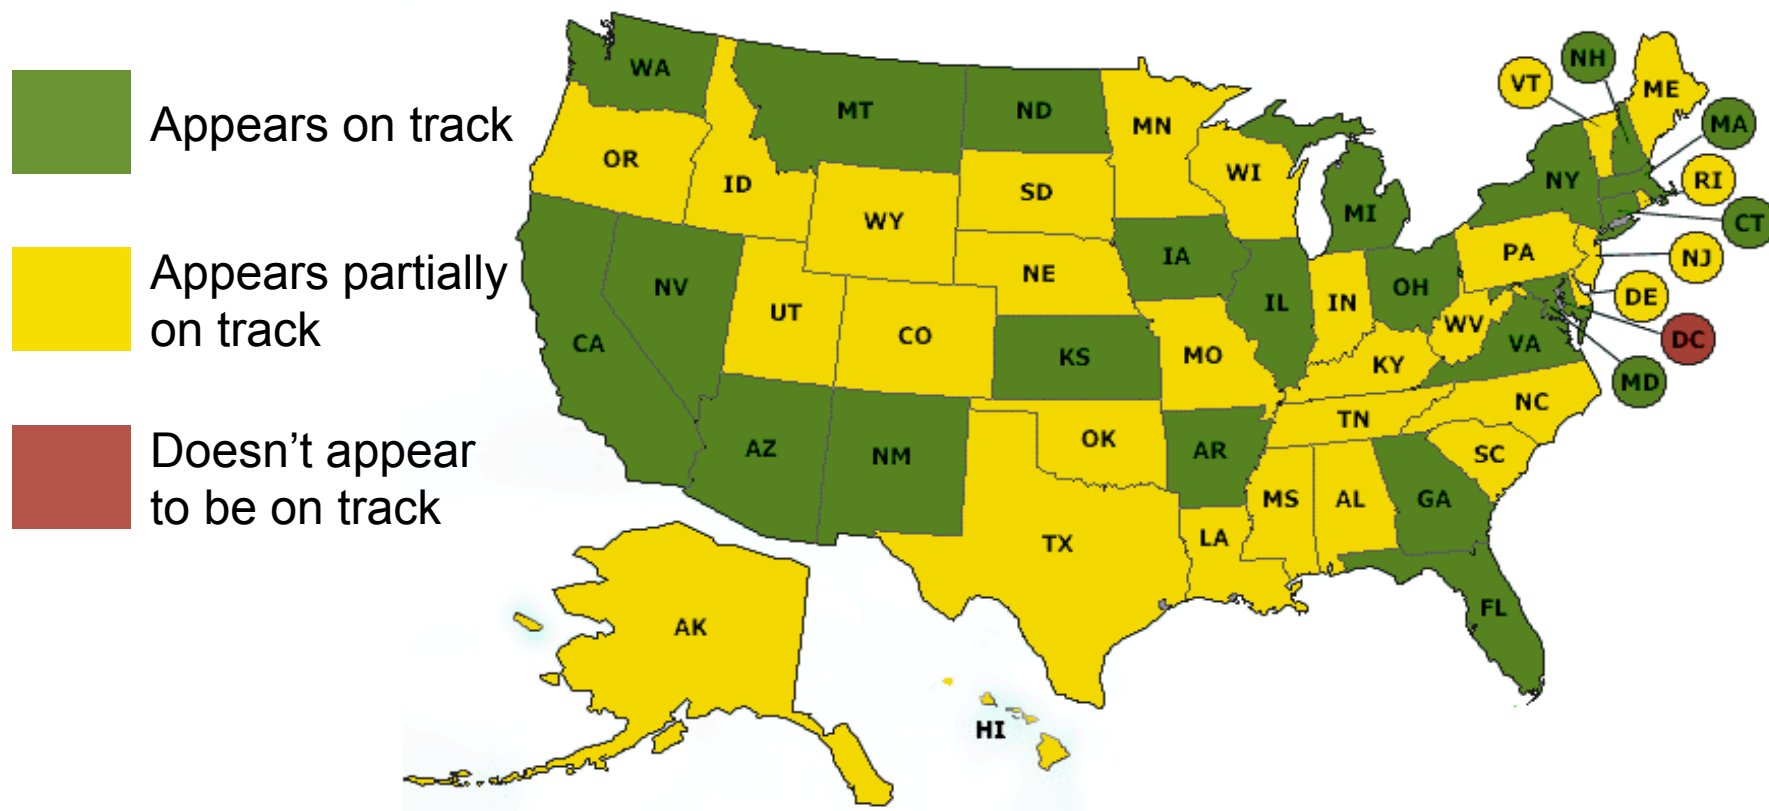 Appears on track
Appears partially
on track
Doesn’t appear
to be on track
WA
MT
ND
MN
OR
ID
WY
SD
WI
MI
NY
VT
NH
ME
MA
RI
CT
NJ
DE
DC
MD
PA
NV
UT
CO
NE
IA
IL
IN
OH
WV
VA
CA
KS
MO
KY
NC
TN
AZ
NM
OK
AR
SC
MS
AL
GA
TX
LA
FL
AK
HI